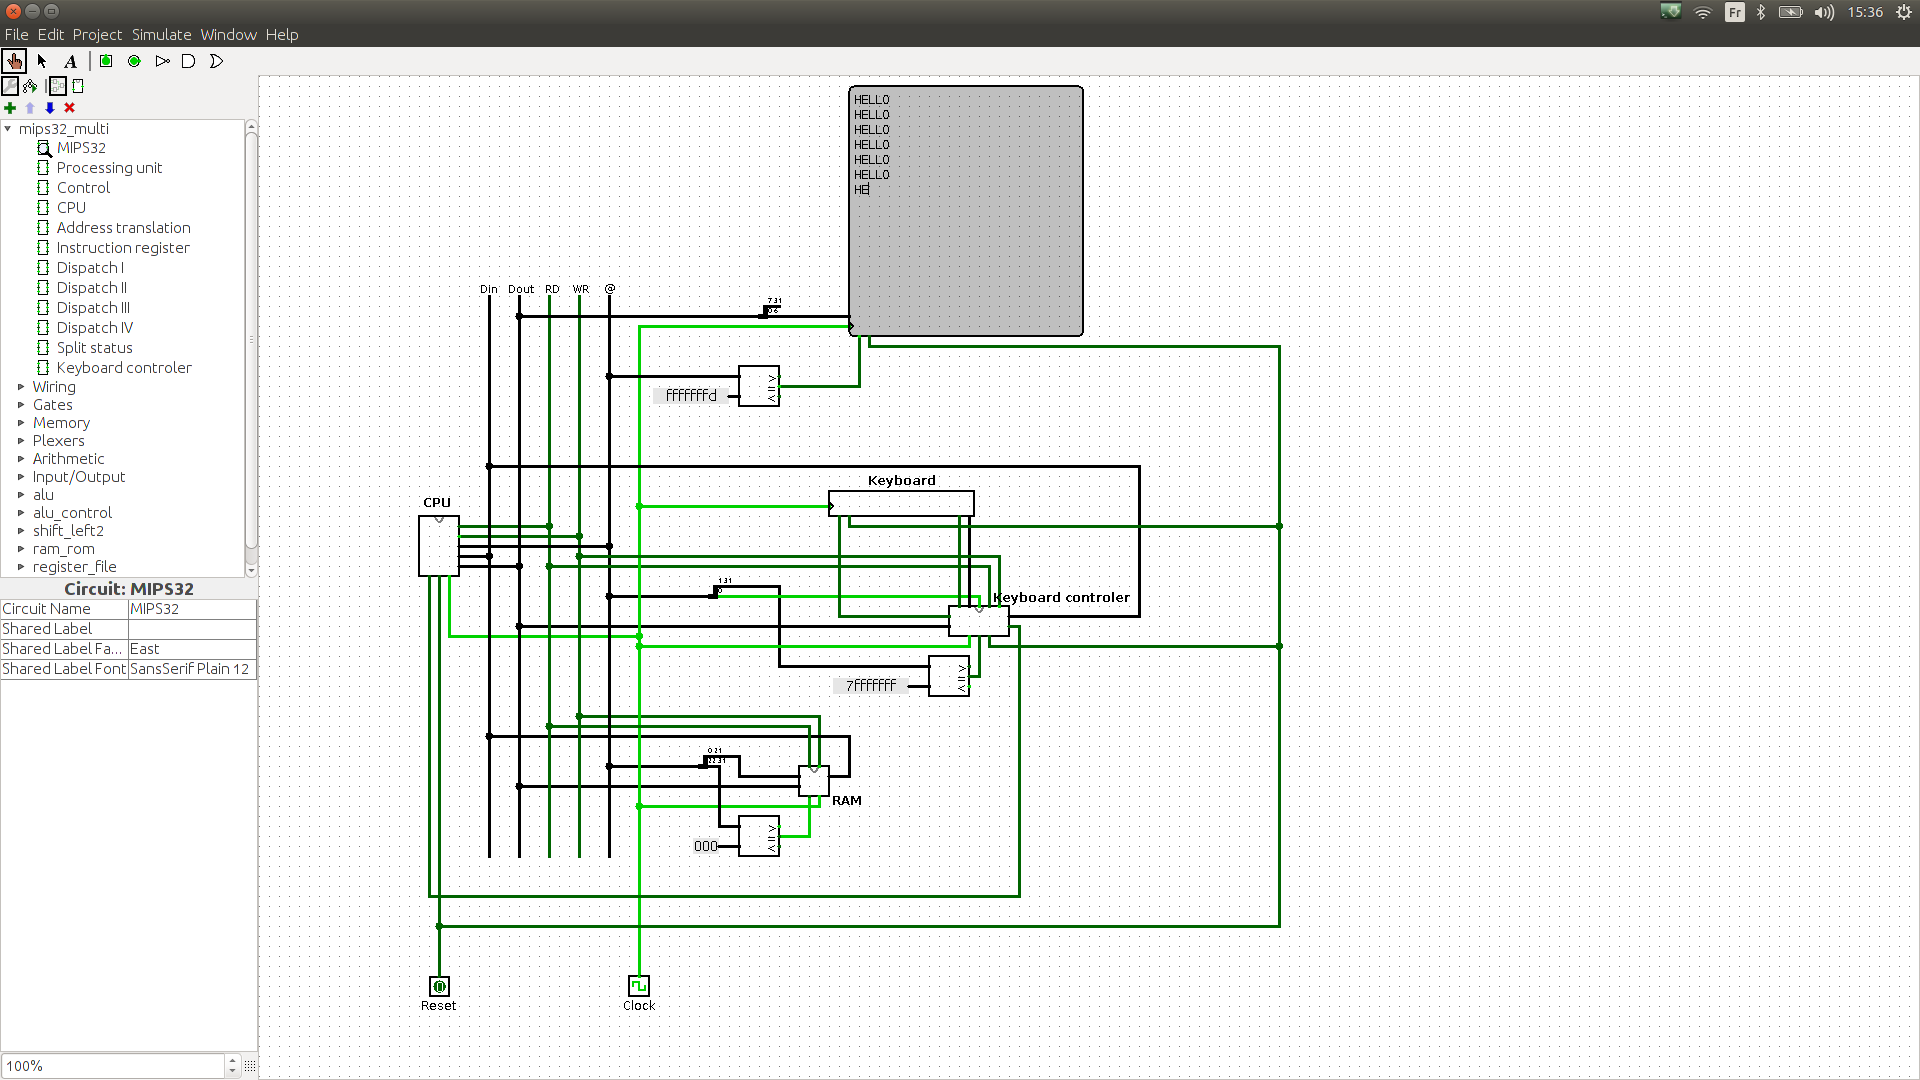 Fr
15:36
File Edit Project Simulate Window Help
A
mips32_multi
MIPS32
Processing unit
Control
CPU
Address translation
Instruction register
Dispatch I
Dispatch II
Dispatch III
Dispatch IV
Split status
Keyboard controler
Wiring
Gates
Memory
Plexers
Arithmetic
Input/Output
alu
alu_control
shift_left2
ram_rom
register_file
Circuit: MIPS32
Circuit Name MIPS32
Shared Label
Shared Label Fa... East
Shared Label Font SansSerif Plain 12
100%
HELLO
HELLO
HELLO
HELLO
HELLO
HELLO
HE
Din Dout RD WR @
7 31
0 6
> = <
fffffffd
Keyboard
CPU
1 31
Keyboard controler
> = <
7fffffff
0 21
22 31
RAM
> = <
000
Reset
Clock